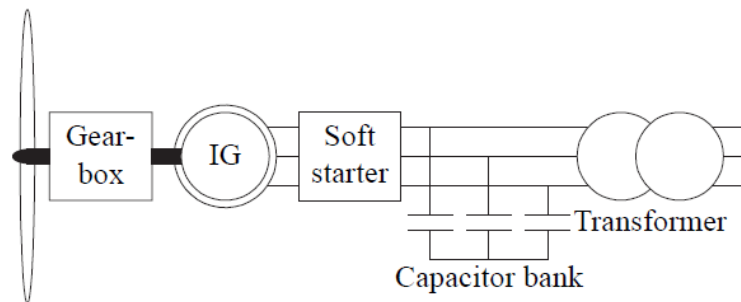 Gear-
box
IG
Soft
starter
Transformer
Capacitor bank